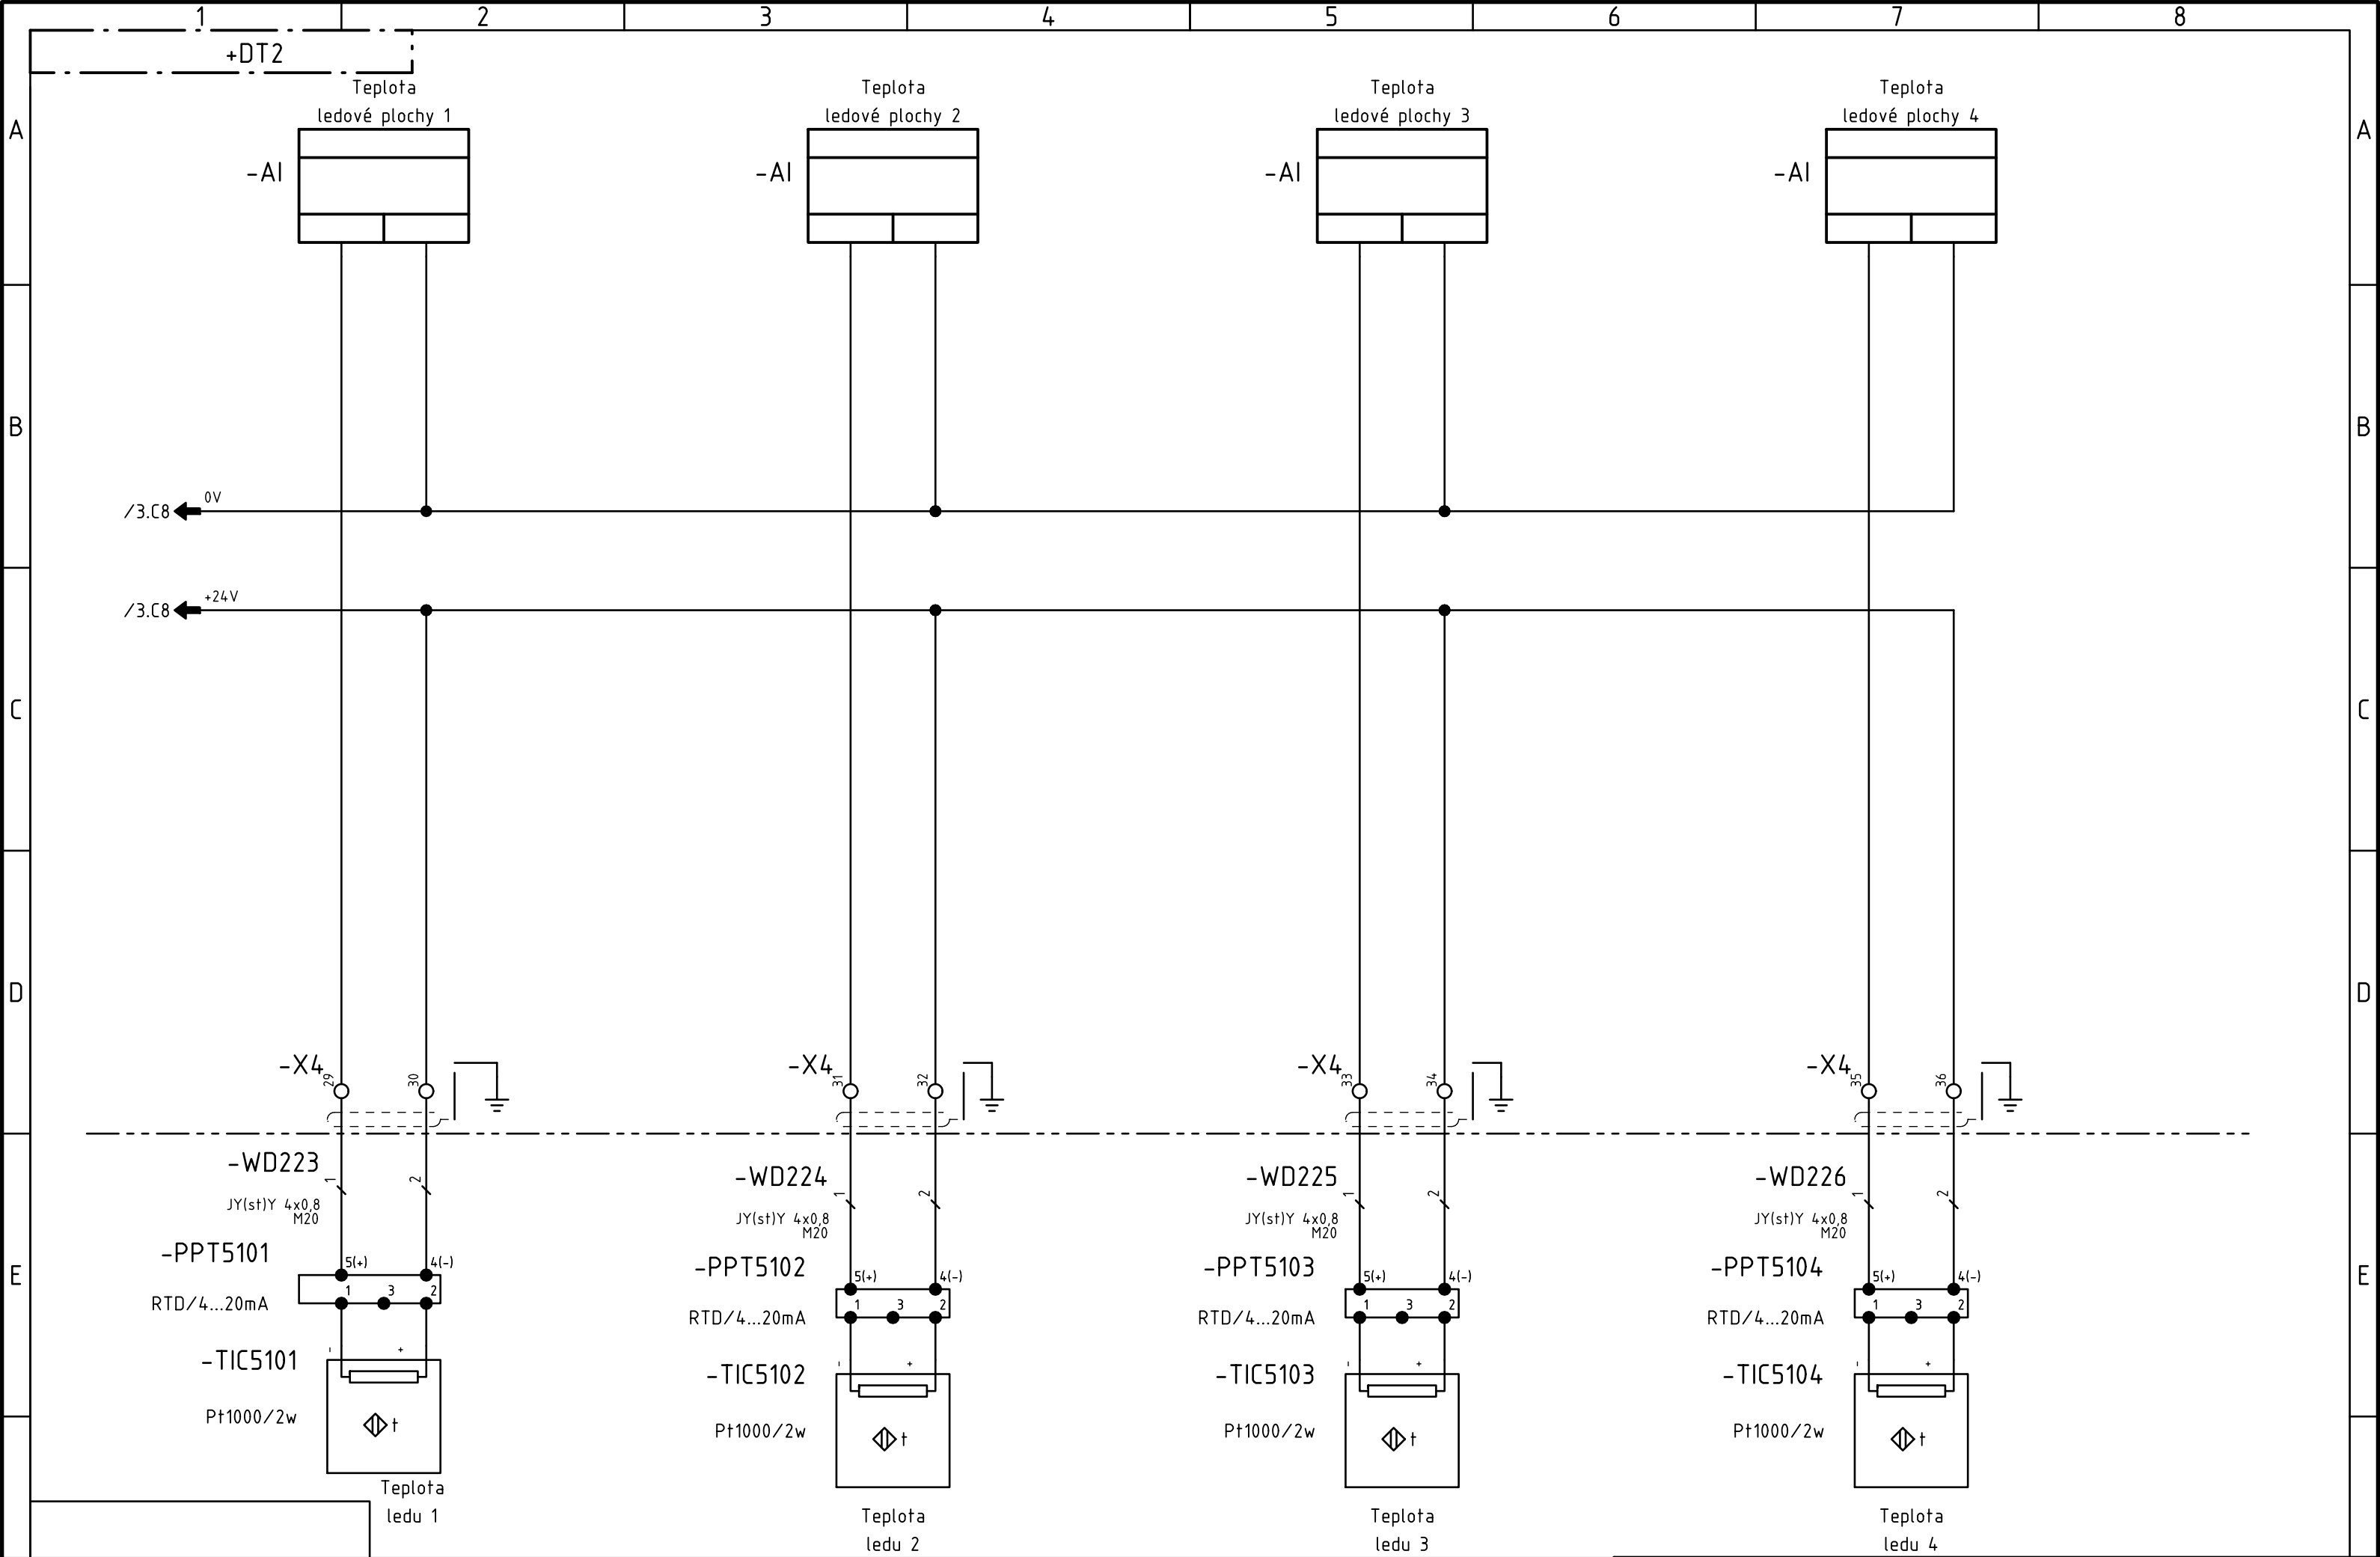 1 2 3 4 5 6 7 8
+DT2
Teplota
ledové plochy 1
Teplota
ledové plochy 2
Teplota
ledové plochy 3
Teplota
ledové plochy 4
A A
-AI -AI -AI -AI
B B
/3.C8 0V
/3.C8 +24V
C C
D D
-X4 29 30
-X4 31 32
-X4 33 34
-X4 35 36
-WD223 1 2
JY(st)Y 4x0,8
M20
-WD224 1 2
JY(st)Y 4x0,8
M20
-WD225 1 2
JY(st)Y 4x0,8
M20
-WD226 1 2
JY(st)Y 4x0,8
M20
E E
-PPT5101 5(+) 4(-)
1 3 2
RTD/4...20mA
-PPT5102 5(+) 4(-)
1 3 2
RTD/4...20mA
-PPT5103 5(+) 4(-)
1 3 2
RTD/4...20mA
-PPT5104 5(+) 4(-)
1 3 2
RTD/4...20mA
-TIC5101 - +
Pt1000/2w
t
-TIC5102 - +
Pt1000/2w
t
-TIC5103 - +
Pt1000/2w
t
-TIC5104 - +
Pt1000/2w
t
Teplota
ledu 1
Teplota
ledu 2
Teplota
ledu 3
Teplota
ledu 4